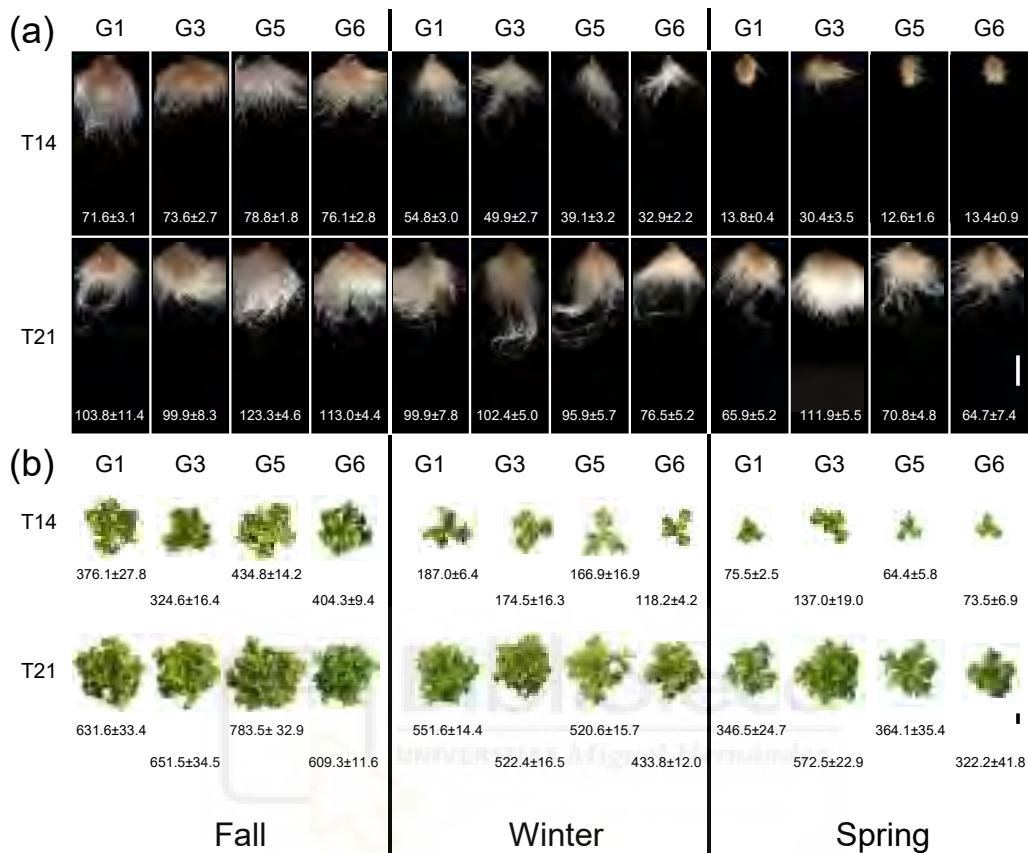 (a) G1 G3 G5 G6 G1 G3 G5 G6 G1 G3 G5 G6
T14
71.6±3.1 73.6±2.7 78.8±1.8 76.1±2.8 54.8±3.0 49.9±2.7 39.1±3.2 32.9±2.2 13.8±0.4 30.4±3.5 12.6±1.6 13.4±0.9
T21
103.8±11.4 99.9±8.3 123.3±4.6 113.0±4.4 99.9±7.8 102.4±5.0 95.9±5.7 76.5±5.2 65.9±5.2 111.9±5.5 70.8±4.8 64.7±7.4
(b) G1 G3 G5 G6 G1 G3 G5 G6 G1 G3 G5 G6
T14
376.1±27.8 434.8±14.2 187.0±6.4 166.9±16.9 75.5±2.5 64.4±5.8
324.6±16.4 404.3±9.4 174.5±16.3 118.2±4.2 137.0±19.0 73.5±6.9
T21
Biblioteca
631.6±33.4 783.5± 32.9 551.6±14.4 520.6±15.7 346.5±24.7 364.1±35.4
UNIVERSITAS Miguel Hernández
651.5±34.5 609.3±11.6 522.4±16.5 433.8±12.0 572.5±22.9 322.2±41.8
Fall Winter Spring